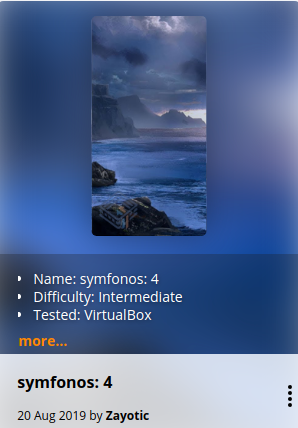 Name: symfonos: 4
Difficulty: Intermediate
Tested: VirtualBox
more...
symfonos: 4
20 Aug 2019 by Zayotic